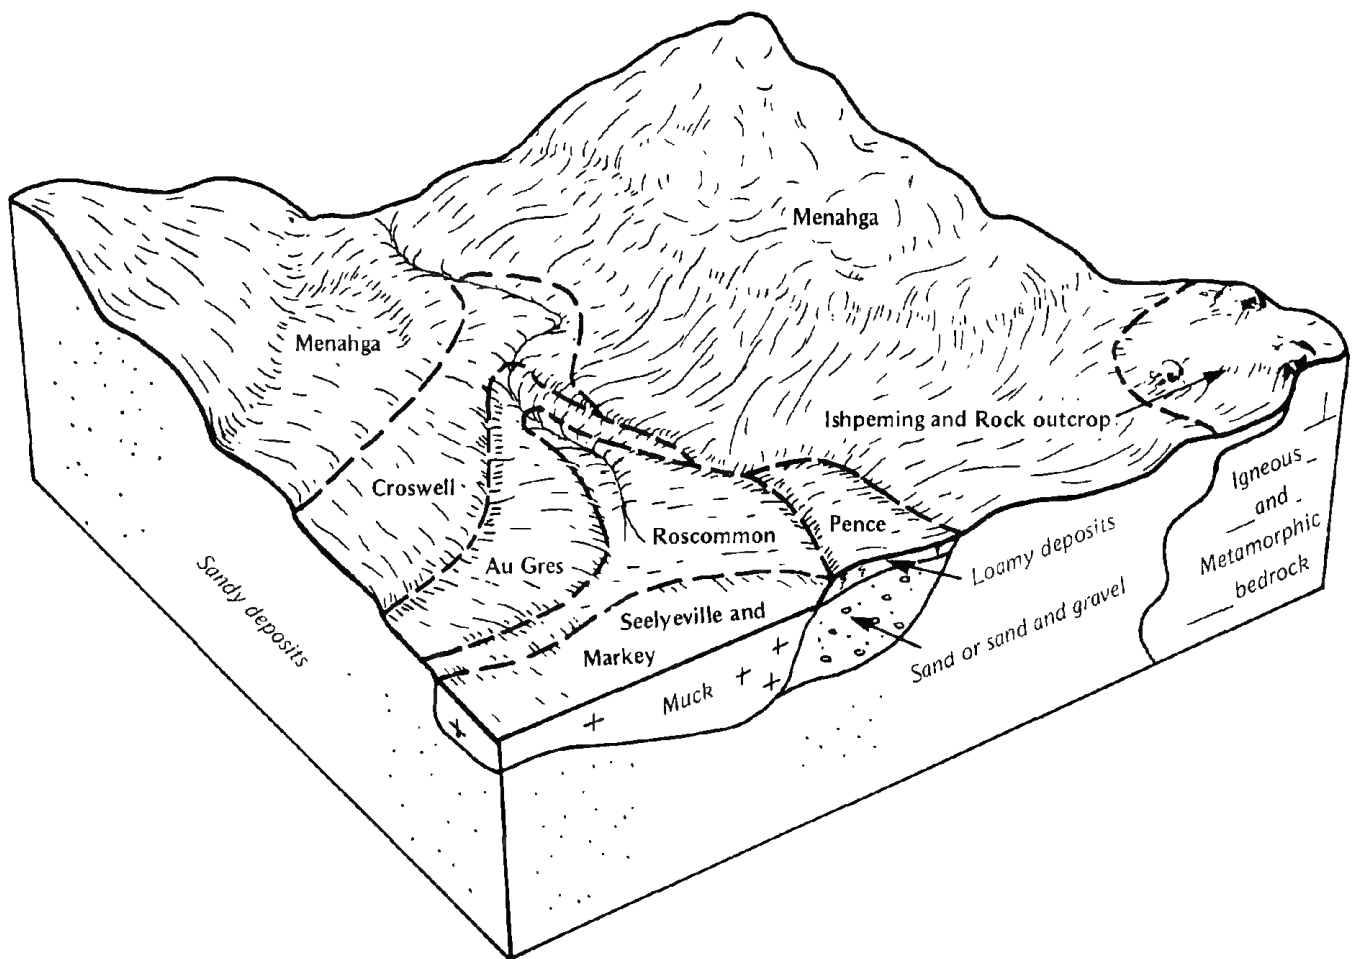 Menahga
Menahga
Ishpeming and Rock outcrop
Croswell
Igneous
and
Metamorphic
bedrock
Pence
Roscommon
Au Gres
Loamy deposits
Sandy deposits
Seelyeville and
Markey
Sand or sand and gravel
Muck